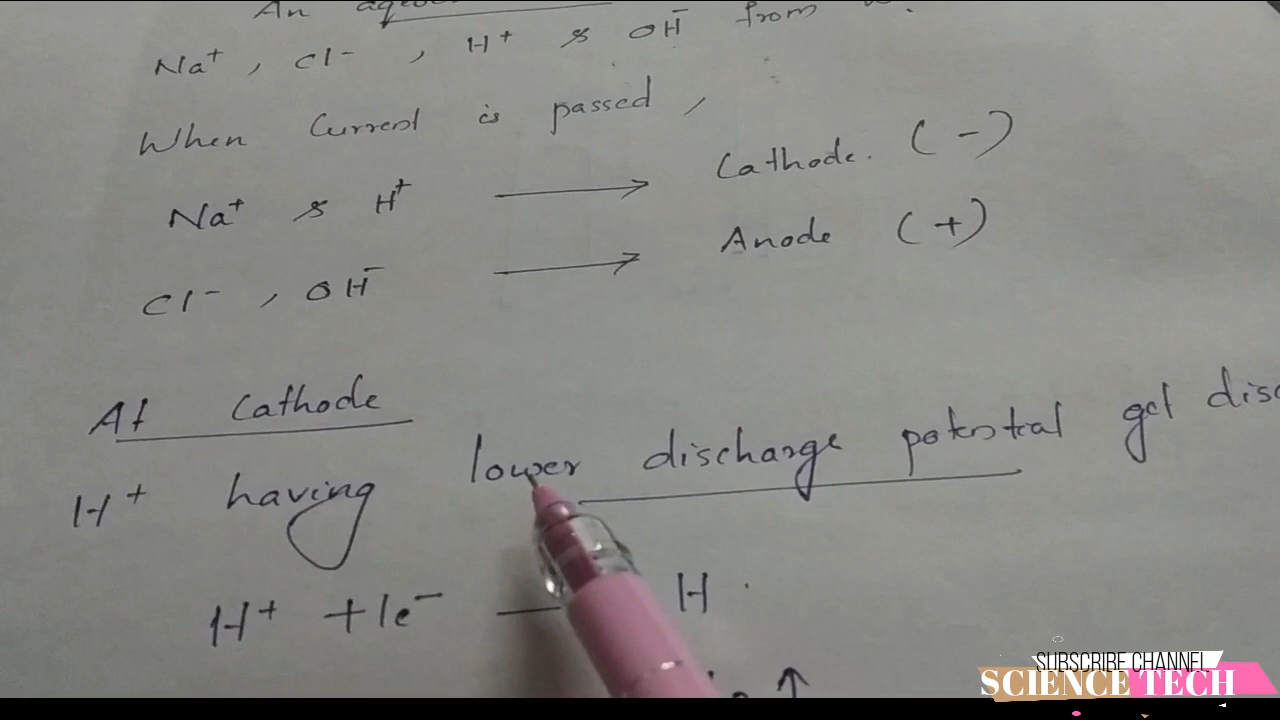 An
Na⁺ , Cl⁻ , H⁺ & OH⁻ from
When Current is passed ,
Na⁺ & H⁺ ⟶ Cathode. (-)
Cl⁻ , OH⁻ ⟶ Anode (+)
At Cathode
H⁺ having lower discharge potential get
H⁺ + 1e⁻ — H
↑
SUBSCRIBE CHANNEL
SCIENCE TECH